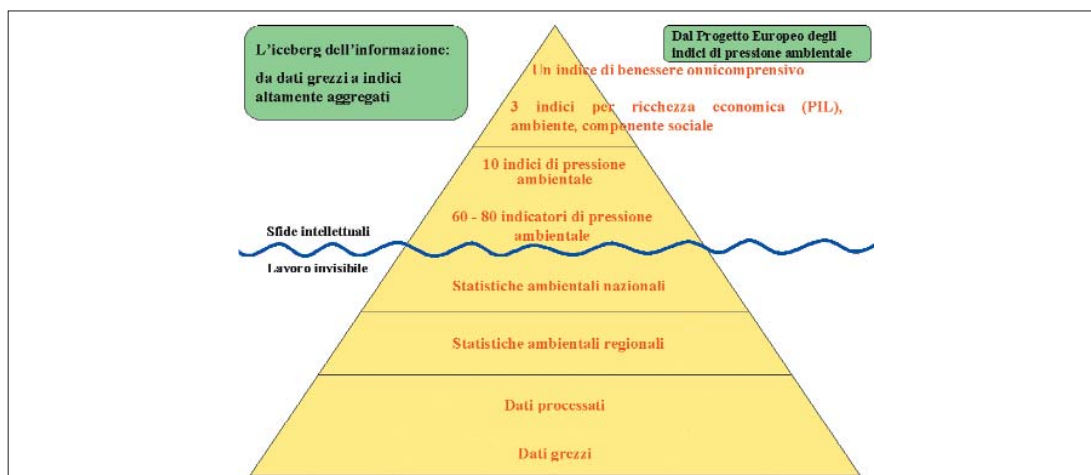 L'iceberg dell'informazione:
da dati grezzi a indici
altamente aggregati
Dal Progetto Europeo degli
indici di pressione ambientale
Un indice di benessere onnicomprensivo
3 indici per ricchezza economica (PIL),
ambiente, componente sociale
10 indici di pressione
ambientale
60 - 80 indicatori di pressione
ambientale
Sfide intellettuali
Lavoro invisibile
Statistiche ambientali nazionali
Statistiche ambientali regionali
Dati processati
Dati grezzi